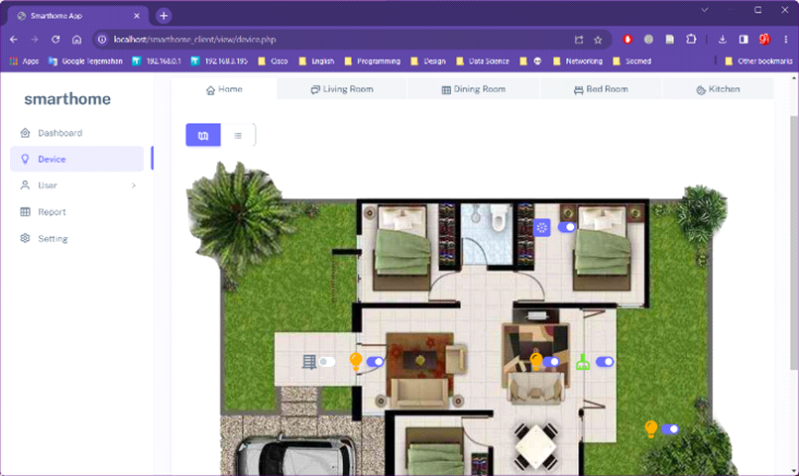 Smarthome App
localhost/smarthome_client/view/device.php
Apps Google Terjemahan 192.168.0.1 192.168.3.195 Cisco English Programming Design Data Science Networking Socmed Other bookmarks
smarthome
Home Living Room Dining Room Bed Room Kitchen
Dashboard
Device
User
Report
Setting